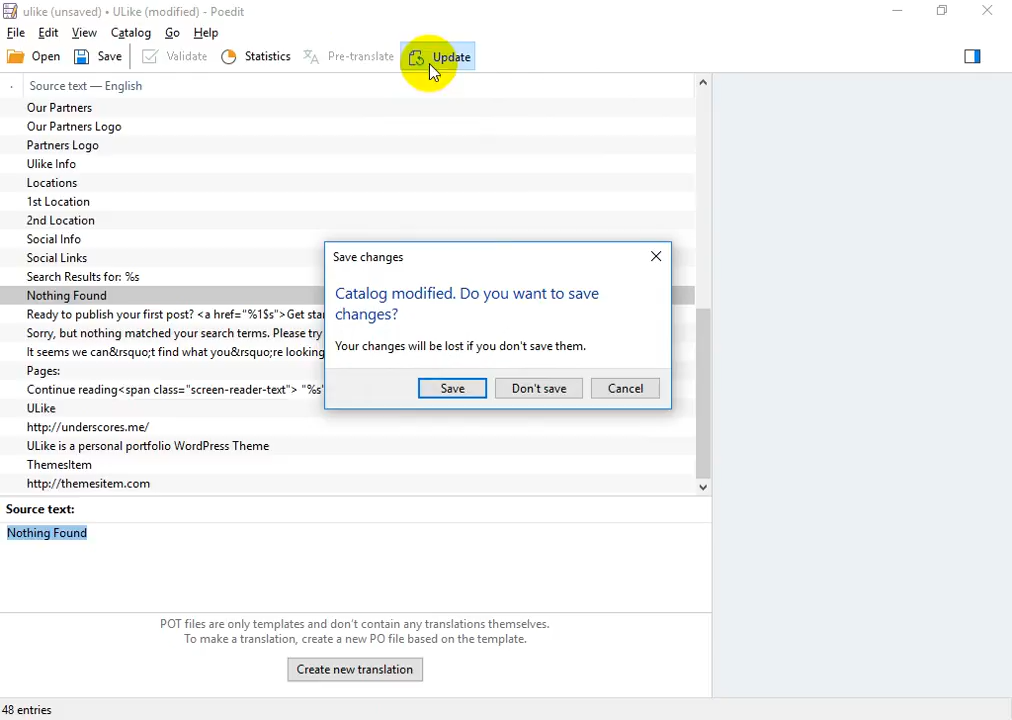 ulike (unsaved) • ULike (modified) - Poedit
File Edit View Catalog Go Help
Open Save Validate Statistics Pre-translate Update
Source text — English
Our Partners
Our Partners Logo
Partners Logo
Ulike Info
Locations
1st Location
2nd Location
Social Info
Social Links
Search Results for: %s
Nothing Found
Ready to publish your first post? <a href="%1$s">Get star
Sorry, but nothing matched your search terms. Please try
It seems we can&rsquo;t find what you&rsquo;re looking
Pages:
Continue reading<span class="screen-reader-text"> "%s"
ULike
http://underscores.me/
ULike is a personal portfolio WordPress Theme
ThemesItem
http://themesitem.com
Save changes
Catalog modified. Do you want to save
changes?
Your changes will be lost if you don't save them.
Save Don't save Cancel
Source text:
Nothing Found
POT files are only templates and don't contain any translations themselves.
To make a translation, create a new PO file based on the template.
Create new translation
48 entries